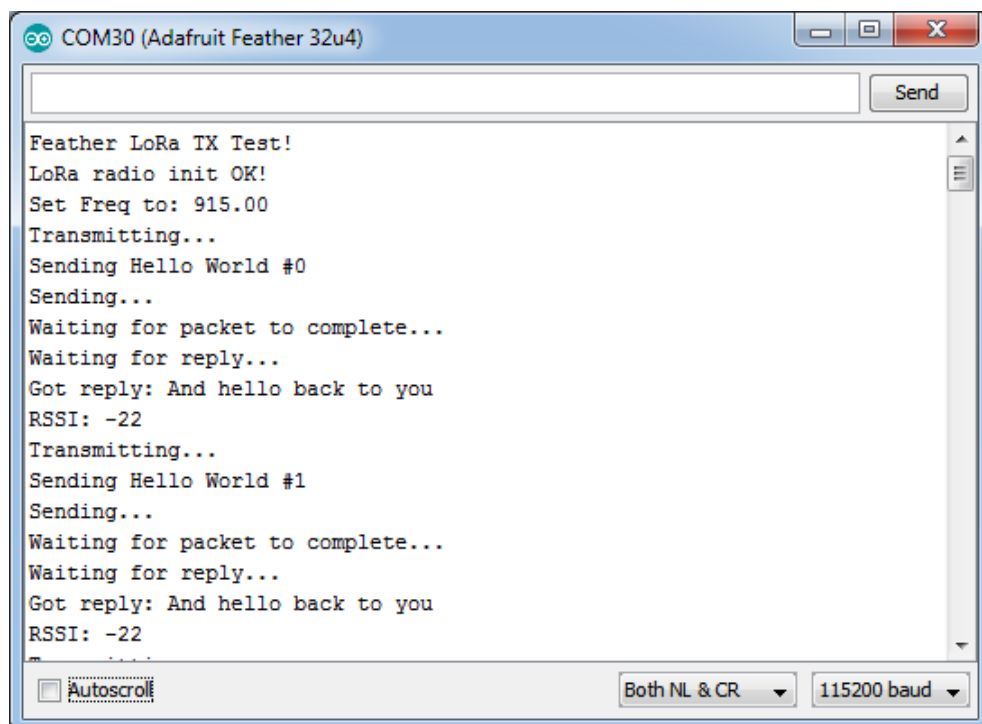 COM30 (Adafruit Feather 32u4)
Send
Feather LoRa TX Test!
LoRa radio init OK!
Set Freq to: 915.00
Transmitting...
Sending Hello World #0
Sending...
Waiting for packet to complete...
Waiting for reply...
Got reply: And hello back to you
RSSI: -22
Transmitting...
Sending Hello World #1
Sending...
Waiting for packet to complete...
Waiting for reply...
Got reply: And hello back to you
RSSI: -22
Autoscroll Both NL & CR 115200 baud